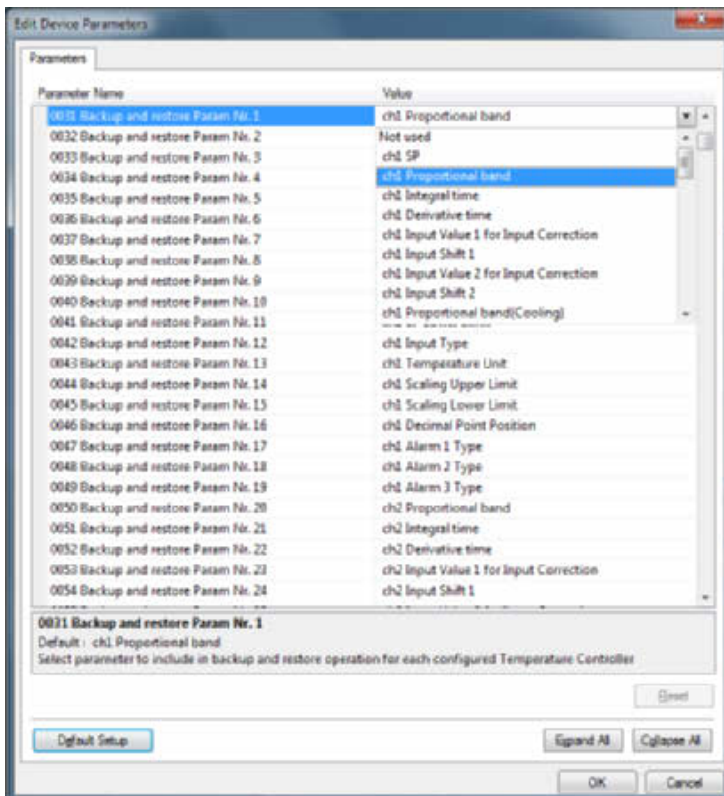 Edit Device Parameters
Parameters
Parameter Name Value
0031 Backup and restore Param Nr. 1 ch1 Proportional band
0032 Backup and restore Param Nr. 2 Not used
0033 Backup and restore Param Nr. 3 ch1 SP
0034 Backup and restore Param Nr. 4 ch1 Proportional band
0035 Backup and restore Param Nr. 5 ch1 Integral time
0036 Backup and restore Param Nr. 6 ch1 Derivative time
0037 Backup and restore Param Nr. 7 ch1 Input Value 1 for Input Correction
0038 Backup and restore Param Nr. 8 ch1 Input Shift 1
0039 Backup and restore Param Nr. 9 ch1 Input Value 2 for Input Correction
0040 Backup and restore Param Nr. 10 ch1 Input Shift 2
0041 Backup and restore Param Nr. 11 ch1 Proportional band(Cooling)
0042 Backup and restore Param Nr. 12 ch1 Input Type
0043 Backup and restore Param Nr. 13 ch1 Temperature Unit
0044 Backup and restore Param Nr. 14 ch1 Scaling Upper Limit
0045 Backup and restore Param Nr. 15 ch1 Scaling Lower Limit
0046 Backup and restore Param Nr. 16 ch1 Decimal Point Position
0047 Backup and restore Param Nr. 17 ch1 Alarm 1 Type
0048 Backup and restore Param Nr. 18 ch1 Alarm 2 Type
0049 Backup and restore Param Nr. 19 ch1 Alarm 3 Type
0050 Backup and restore Param Nr. 20 ch2 Proportional band
0051 Backup and restore Param Nr. 21 ch2 Integral time
0052 Backup and restore Param Nr. 22 ch2 Derivative time
0053 Backup and restore Param Nr. 23 ch2 Input Value 1 for Input Correction
0054 Backup and restore Param Nr. 24 ch2 Input Shift 1
0031 Backup and restore Param Nr. 1
Default : ch1 Proportional band
Select parameter to include in backup and restore operation for each configured Temperature Controller
Reset
Default Setup Expand All Collapse All
OK Cancel